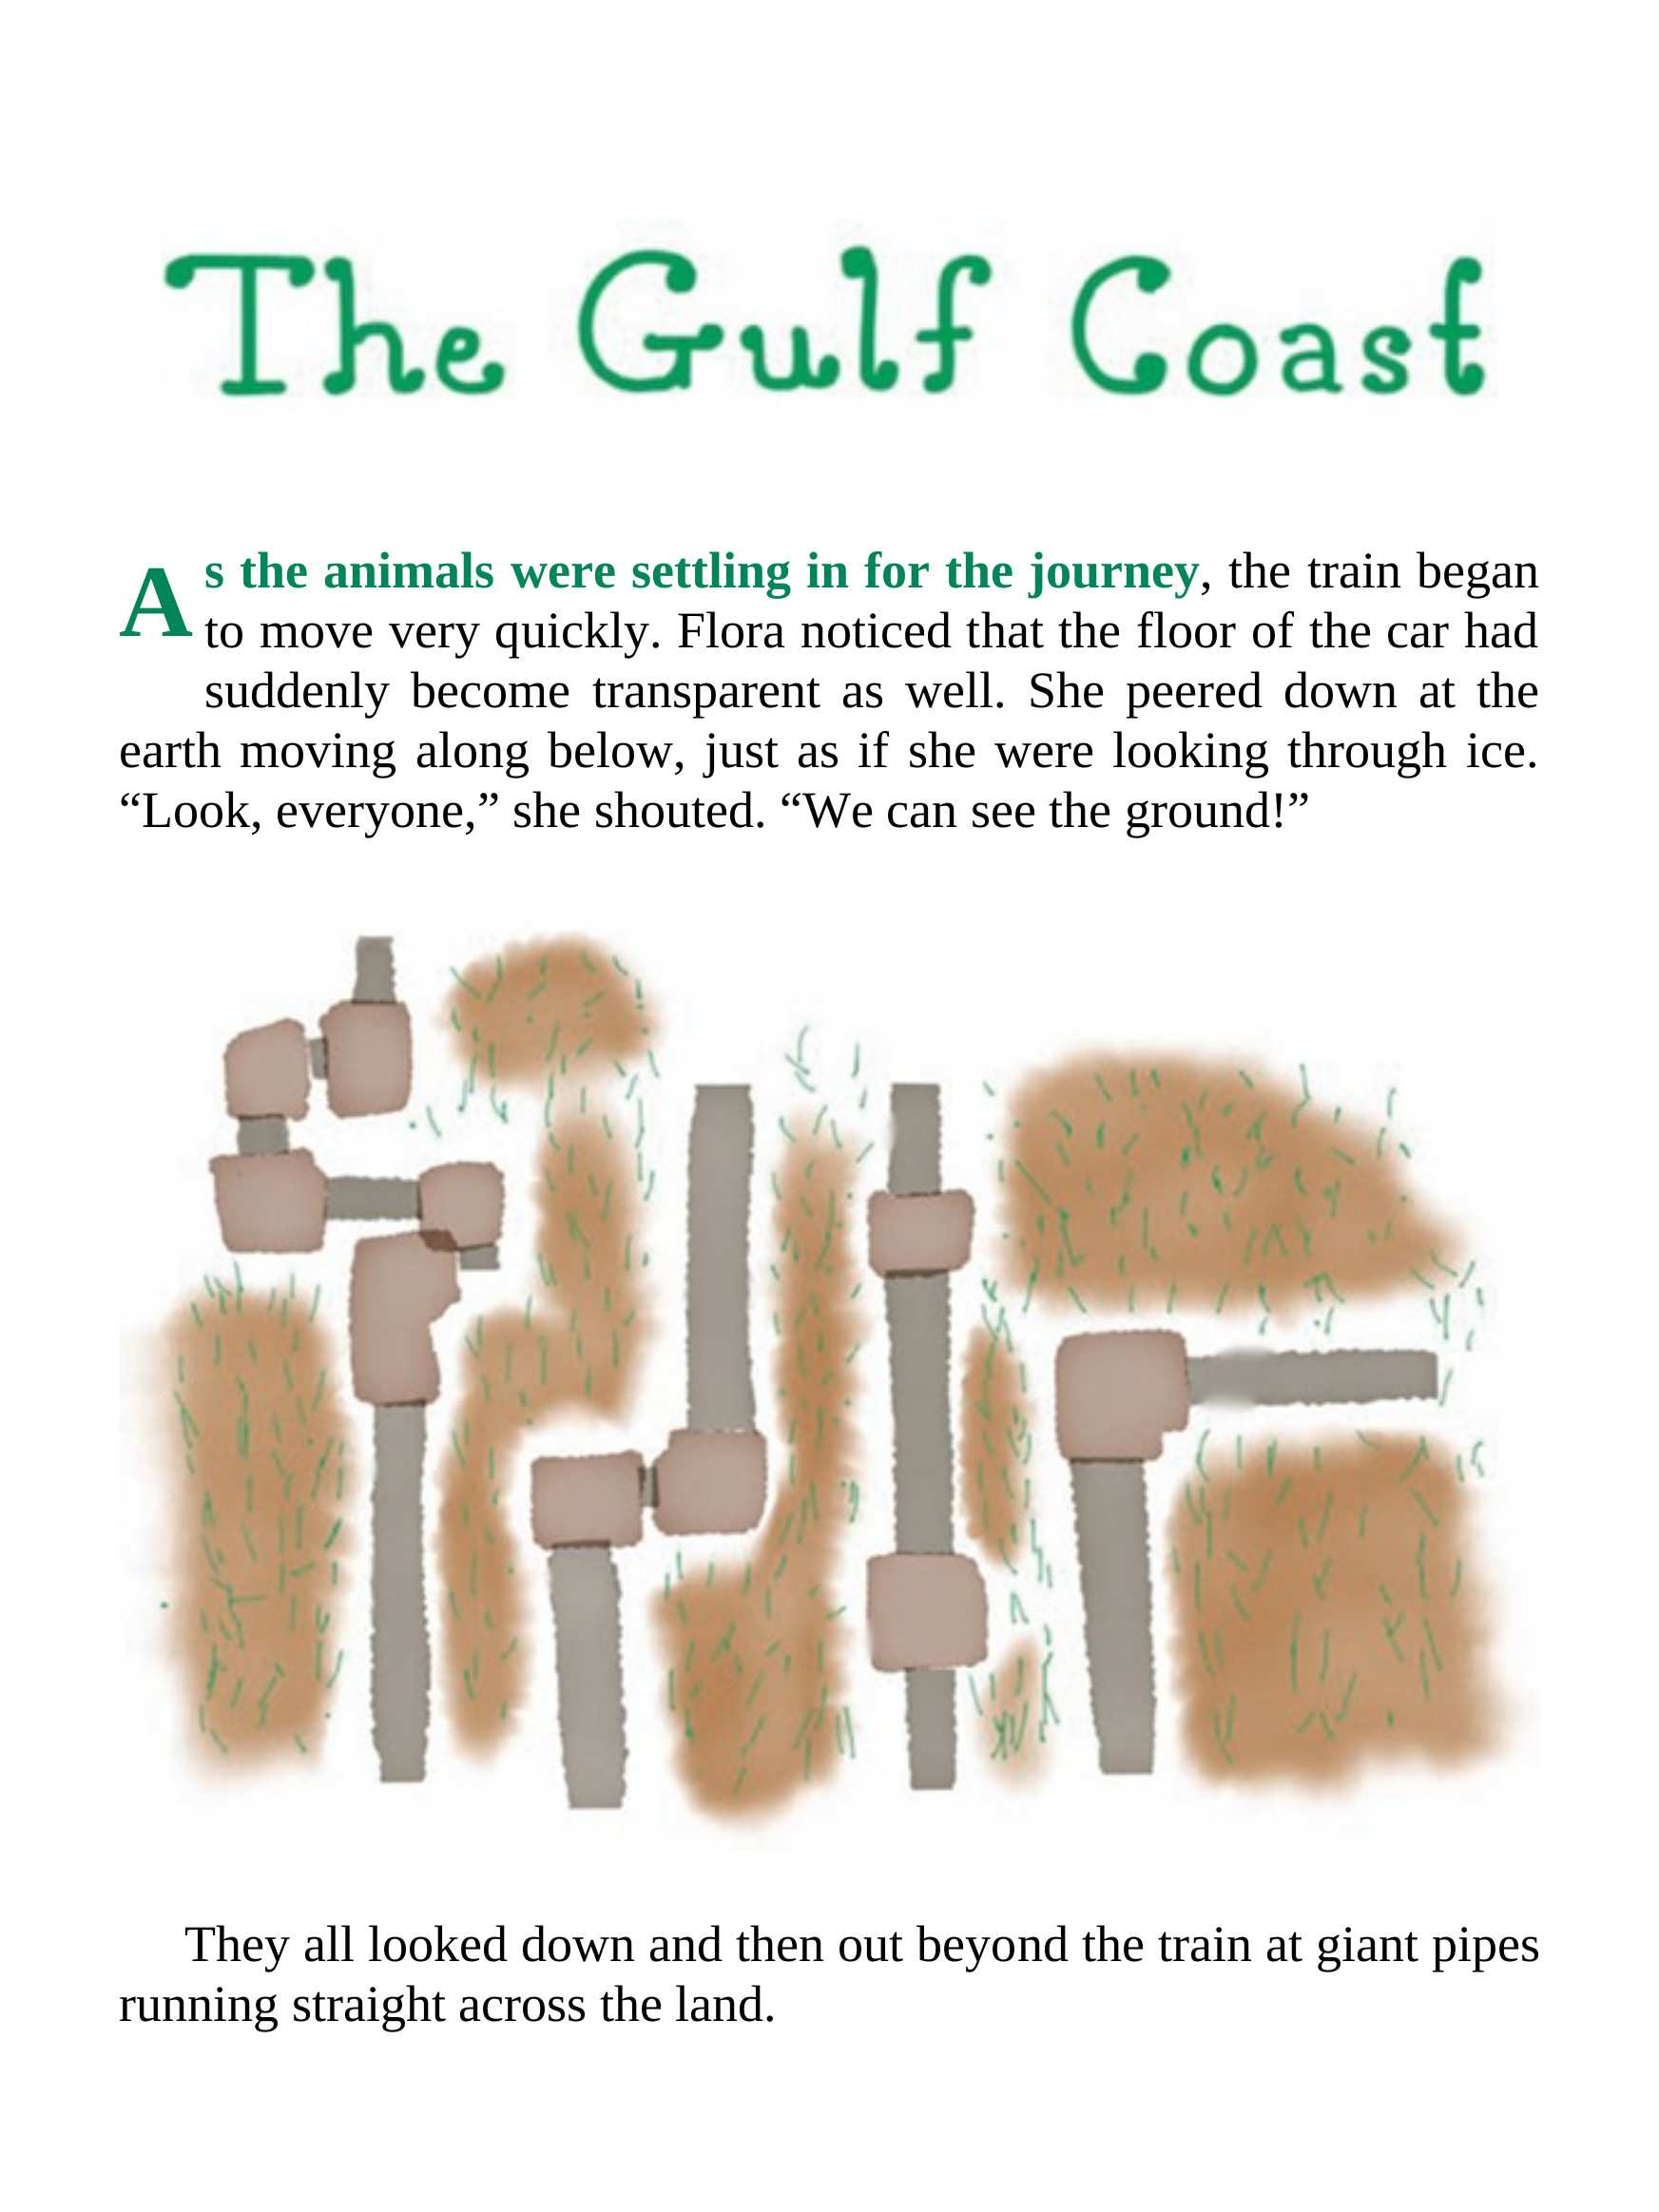 The Gulf Coast
As the animals were settling in for the journey, the train began
to move very quickly. Flora noticed that the floor of the car had
suddenly become transparent as well. She peered down at the
earth moving along below, just as if she were looking through ice.
“Look, everyone,” she shouted. “We can see the ground!”
They all looked down and then out beyond the train at giant pipes
running straight across the land.